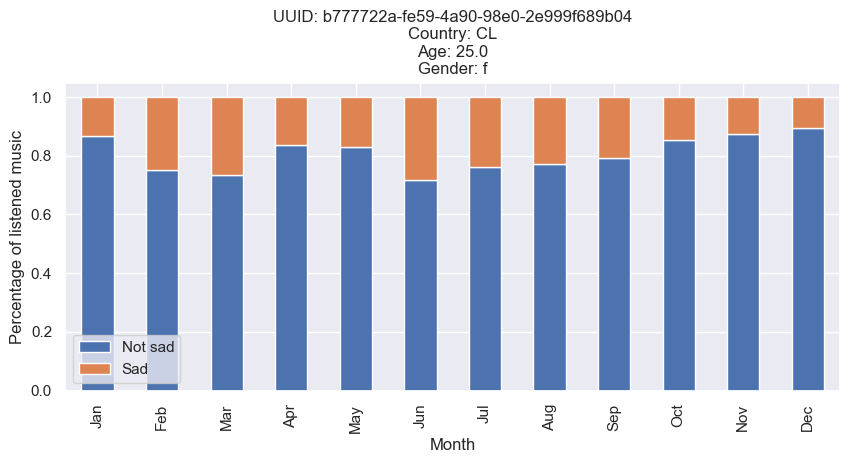 UUID: b777722a-fe59-4a90-98e0-2e999f689b04
Country: CL
Age: 25.0
Gender: f
Percentage of listened music
1.0
0.8
0.6
0.4
0.2
0.0
Not sad
Sad
Jan Feb Mar Apr May Jun Jul Aug Sep Oct Nov Dec
Month